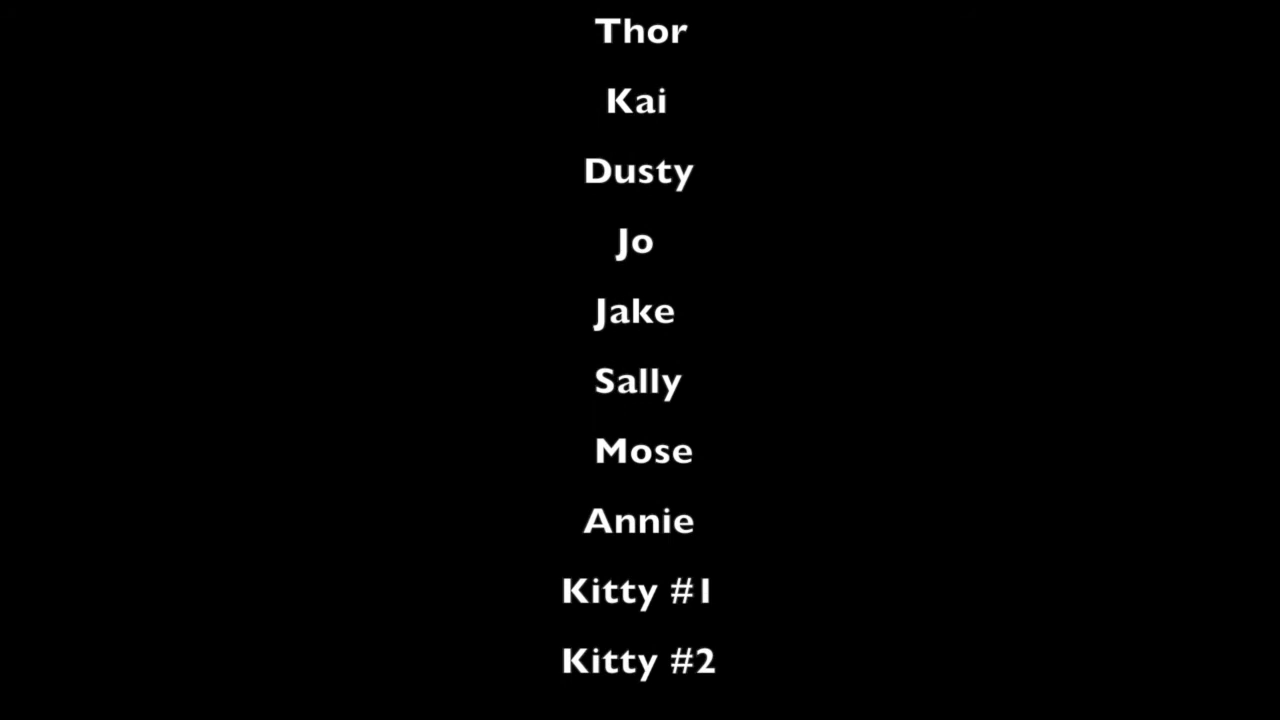 Thor
Kai
Dusty
Jo
Jake
Sally
Mose
Annie
Kitty #1
Kitty #2